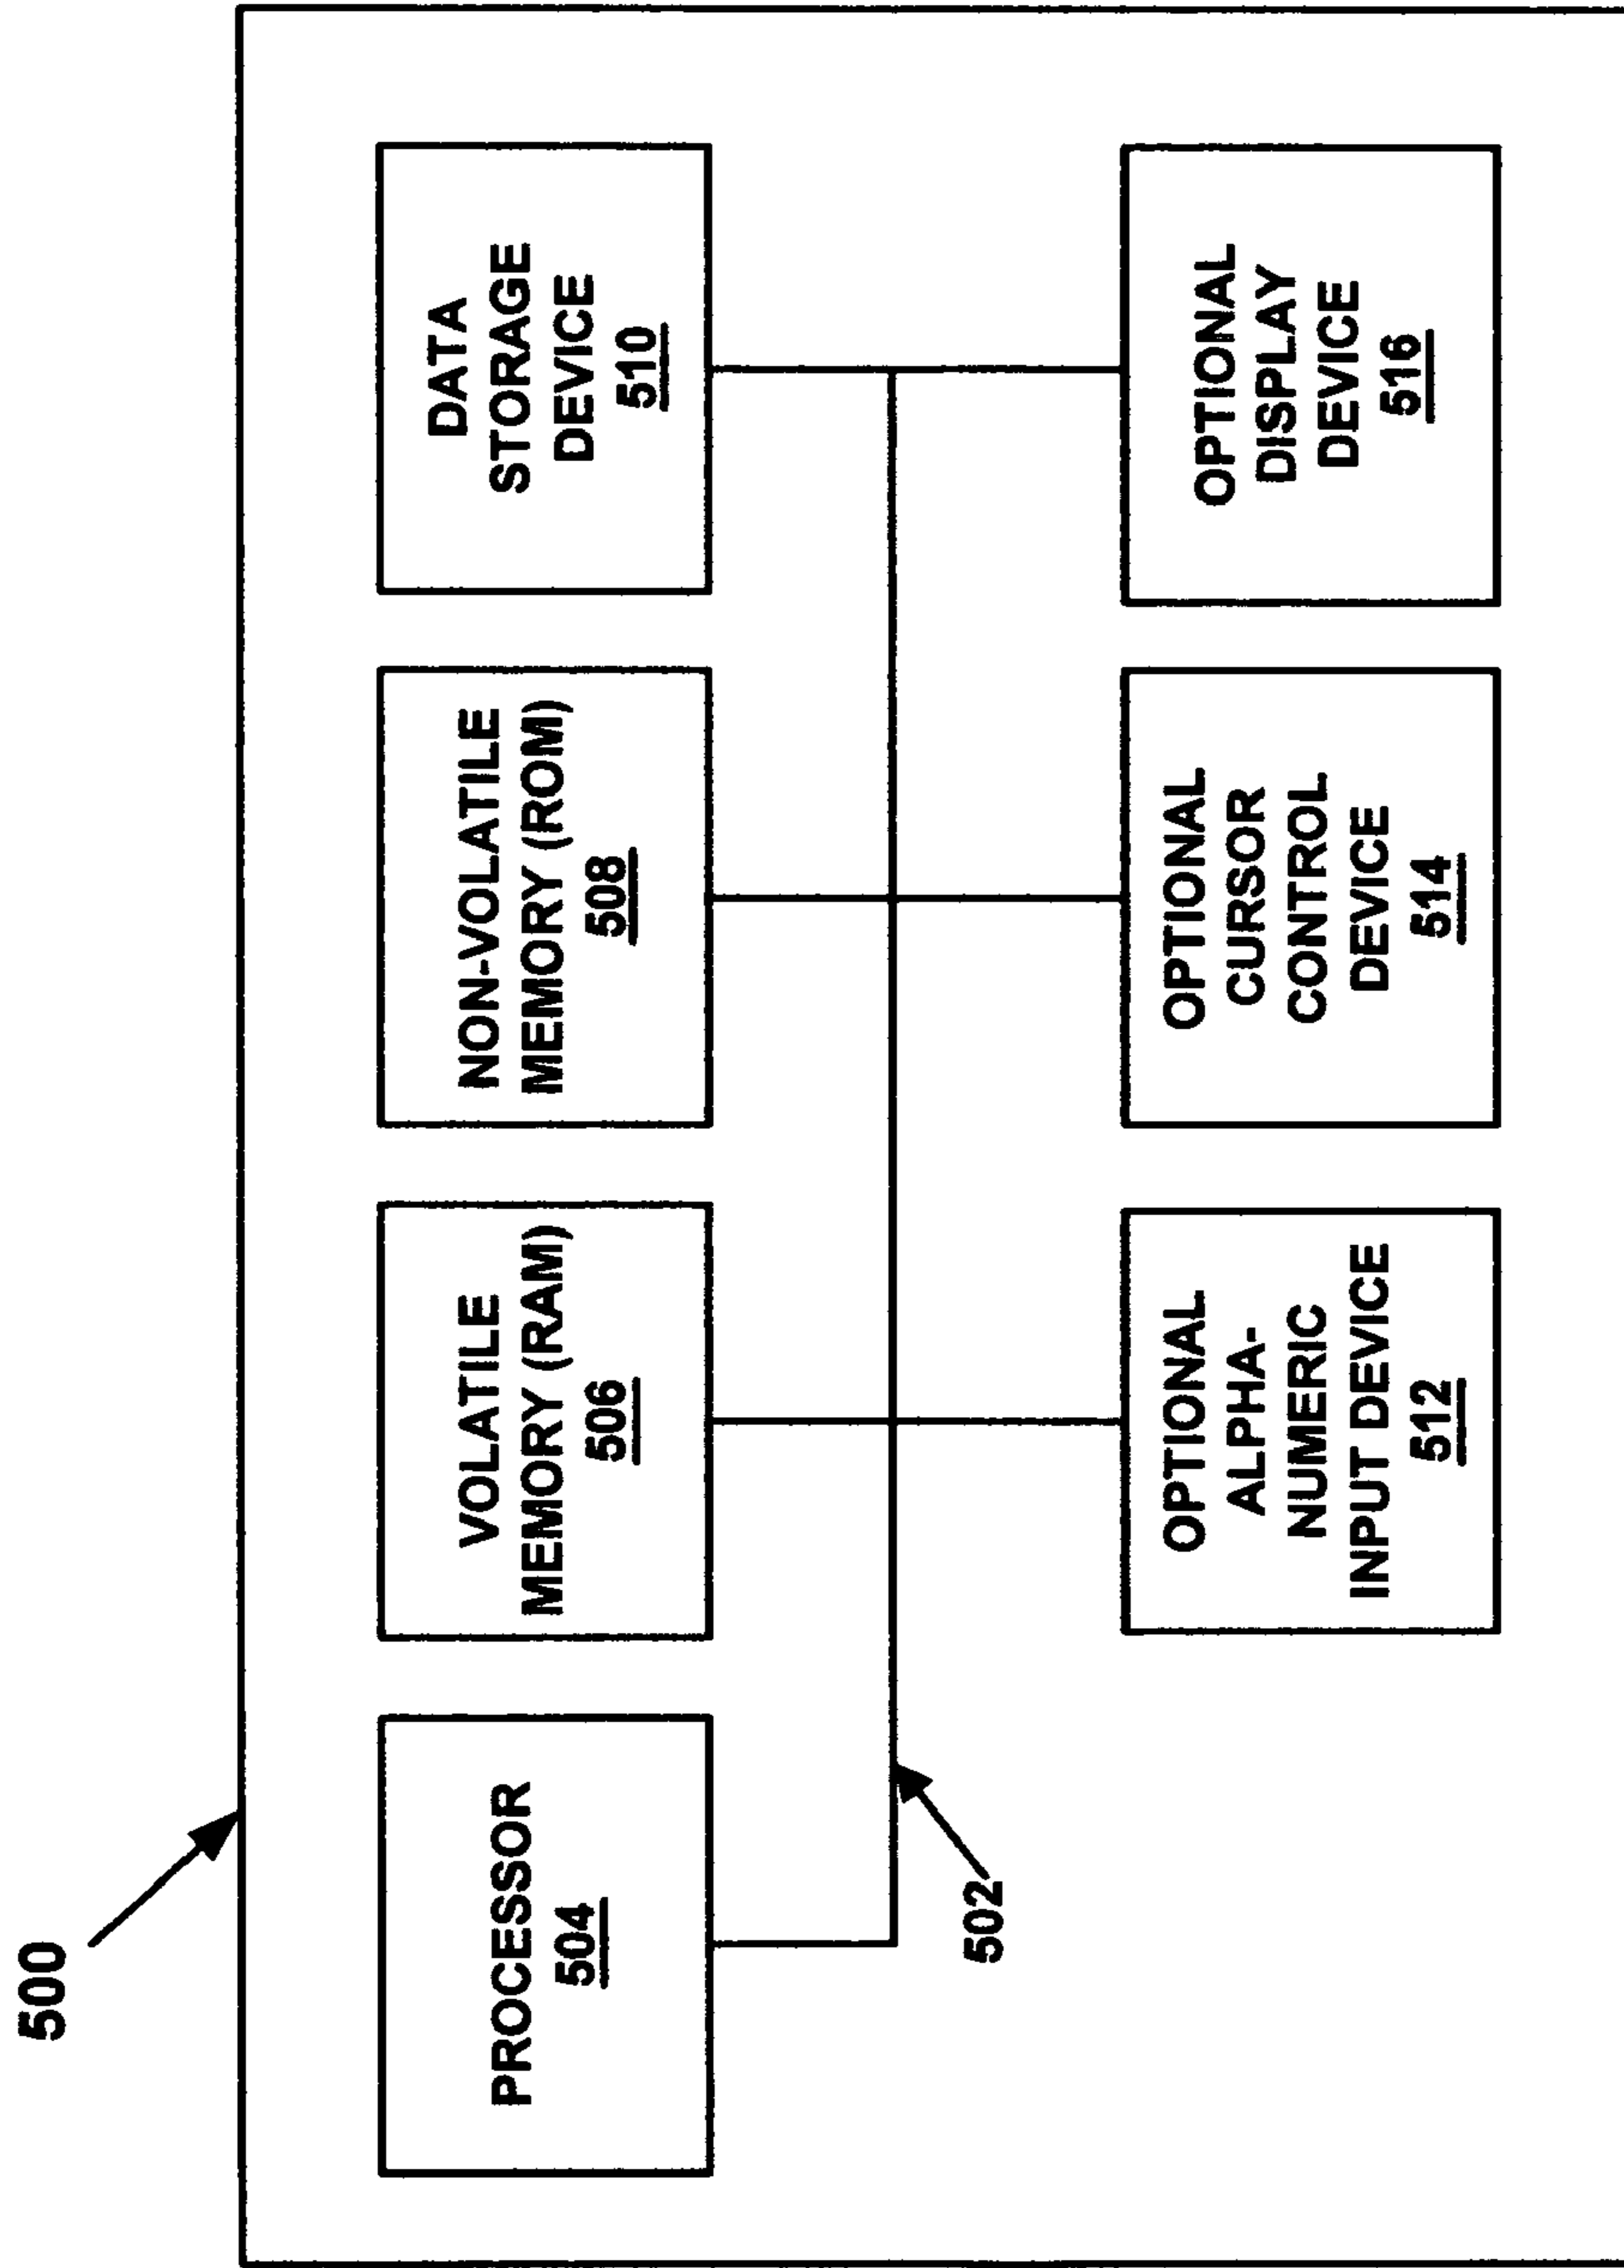 500
PROCESSOR
504
VOLATILE
MEMORY (RAM)
506
NON-VOLATILE
MEMORY (ROM)
508
DATA
STORAGE
DEVICE
510
502
OPTIONAL
ALPHA-
NUMERIC
INPUT DEVICE
512
OPTIONAL
CURSOR
CONTROL
DEVICE
514
OPTIONAL
DISPLAY
DEVICE
516